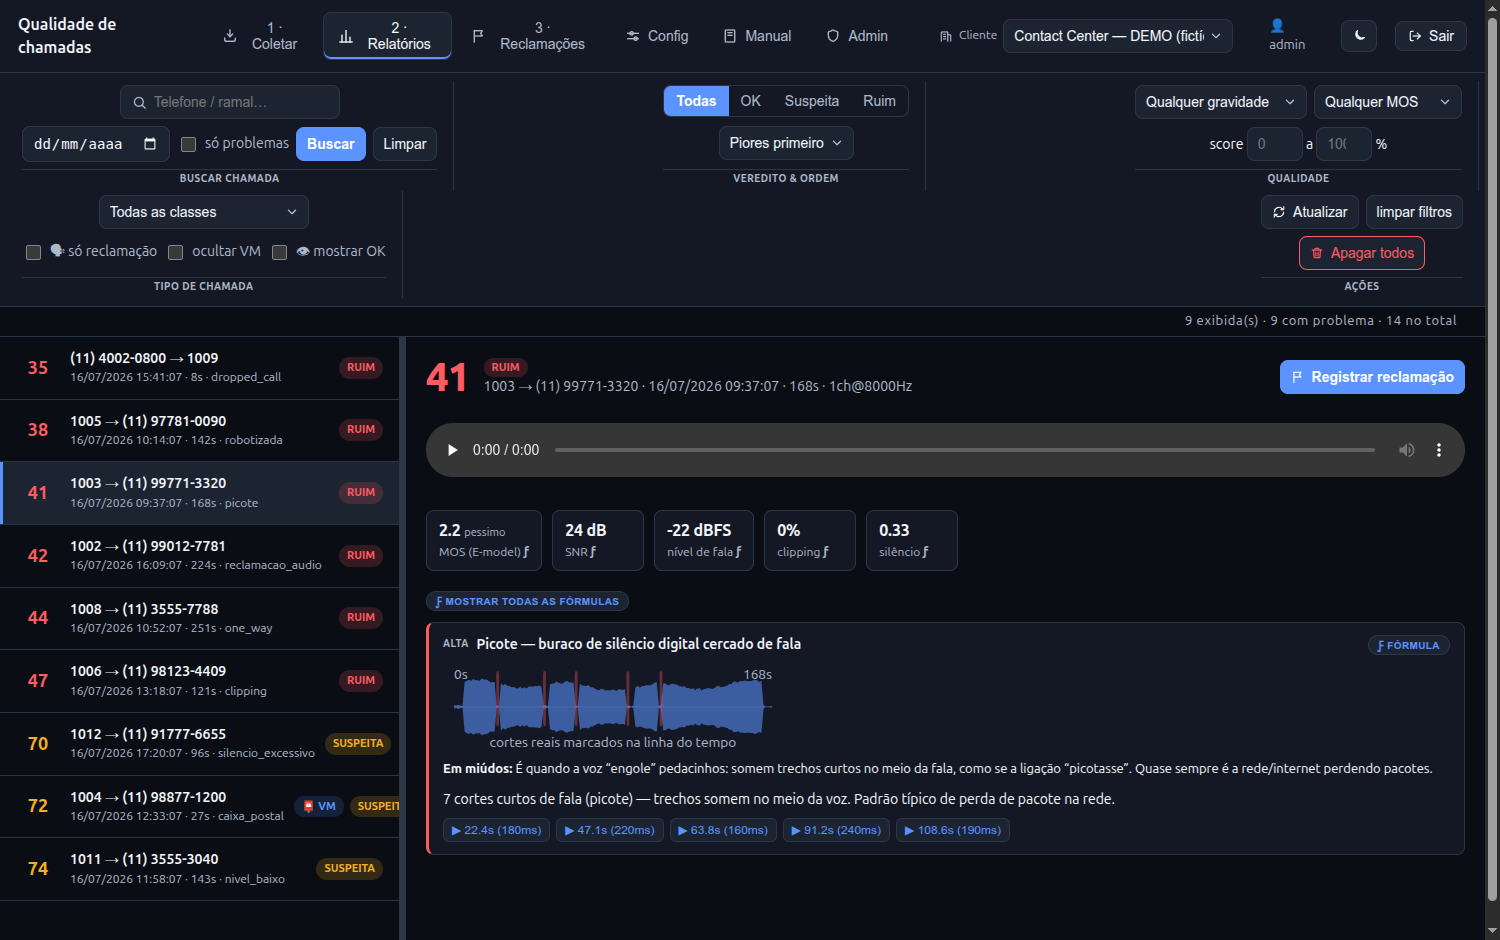 Qualidade de chamadas
1 · Coletar
2 · Relatórios
3 · Reclamações
Config
Manual
Admin
Cliente
Contact Center — DEMO (fictí
admin
Sair
Telefone / ramal...
dd/mm/aaaa
só problemas
Buscar
Limpar
BUSCAR CHAMADA
Todas
OK
Suspeita
Ruim
Piores primeiro
VEREDITO & ORDEM
Qualquer gravidade
Qualquer MOS
score 0 a 100 %
QUALIDADE
Todas as classes
só reclamação
ocultar VM
mostrar OK
TIPO DE CHAMADA
Atualizar
limpar filtros
Apagar todos
AÇÕES
9 exibida(s) · 9 com problema · 14 no total
35 (11) 4002-0800 → 1009 RUIM
16/07/2026 15:41:07 · 8s · dropped_call
38 1005 → (11) 97781-0090 RUIM
16/07/2026 10:14:07 · 142s · robotizada
41 1003 → (11) 99771-3320 RUIM
16/07/2026 09:37:07 · 168s · picote
42 1002 → (11) 99012-7781 RUIM
16/07/2026 16:09:07 · 224s · reclamacao_audio
44 1008 → (11) 3555-7788 RUIM
16/07/2026 10:52:07 · 251s · one_way
47 1006 → (11) 98123-4409 RUIM
16/07/2026 13:18:07 · 121s · clipping
70 1012 → (11) 91777-6655 SUSPEITA
16/07/2026 17:20:07 · 96s · silencio_excessivo
72 1004 → (11) 98877-1200 VM SUSPEIT
16/07/2026 12:33:07 · 27s · caixa_postal
74 1011 → (11) 3555-3040 SUSPEITA
16/07/2026 11:58:07 · 143s · nivel_baixo
41 RUIM
1003 → (11) 99771-3320 · 16/07/2026 09:37:07 · 168s · 1ch@8000Hz
Registrar reclamação
0:00 / 0:00
2.2 pessimo
MOS (E-model) ƒ
24 dB
SNR ƒ
-22 dBFS
nível de fala ƒ
0%
clipping ƒ
0.33
silêncio ƒ
ƒ MOSTRAR TODAS AS FÓRMULAS
ALTA Picote — buraco de silêncio digital cercado de fala
ƒ FÓRMULA
0s
168s
cortes reais marcados na linha do tempo
Em miúdos: É quando a voz “engole” pedacinhos: somem trechos curtos no meio da fala, como se a ligação “picotasse”. Quase sempre é a rede/internet perdendo pacotes.
7 cortes curtos de fala (picote) — trechos somem no meio da voz. Padrão típico de perda de pacote na rede.
▶ 22.4s (180ms)
▶ 47.1s (220ms)
▶ 63.8s (160ms)
▶ 91.2s (240ms)
▶ 108.6s (190ms)